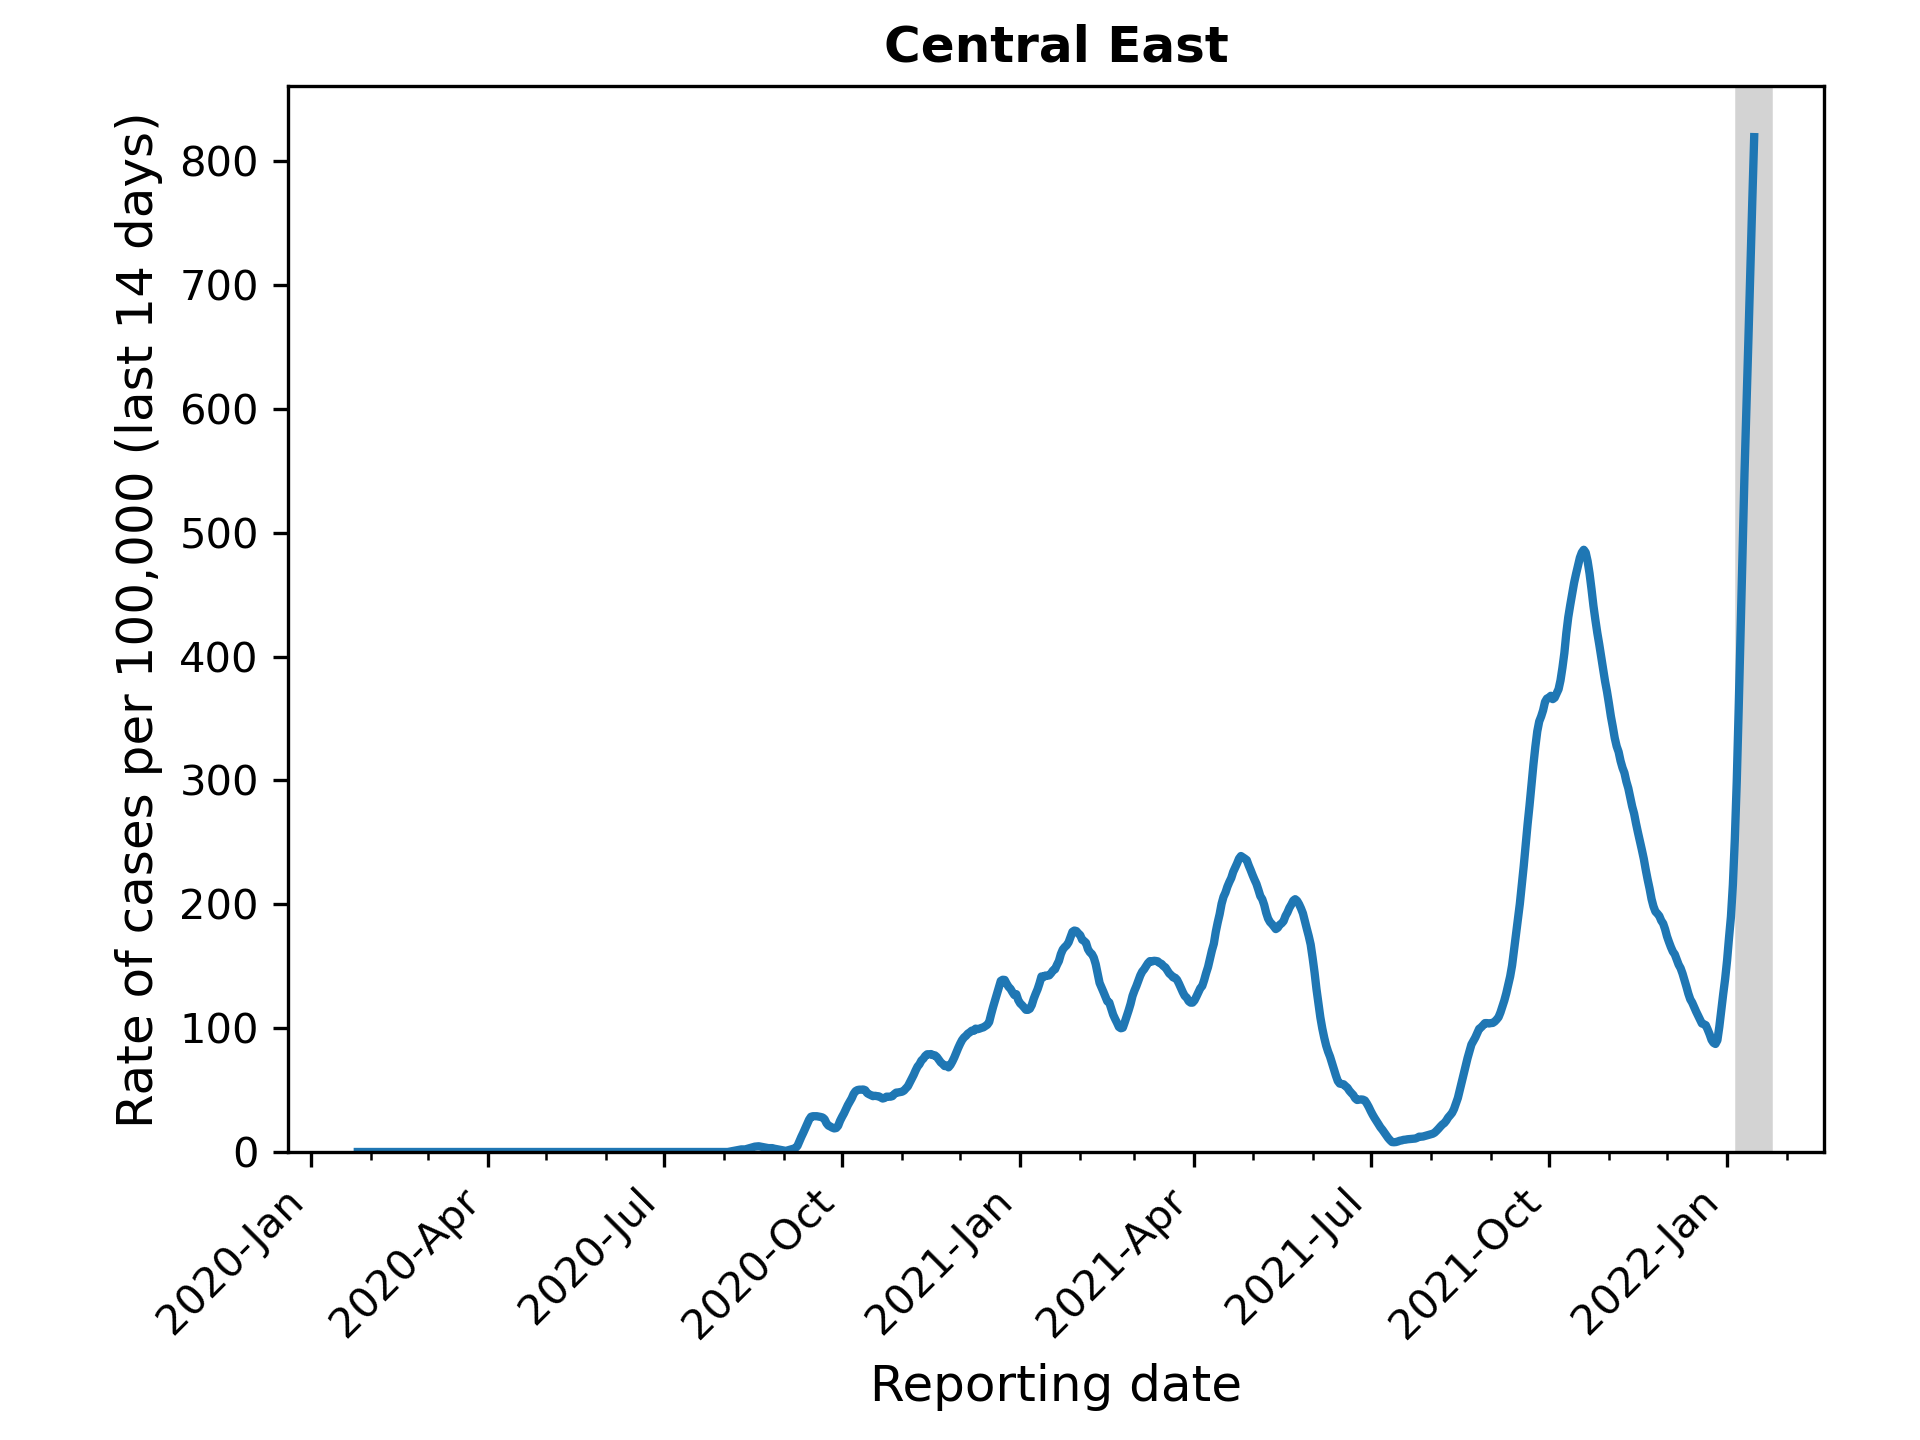 Central East
Rate of cases per 100,000 (last 14 days)
800
700
600
500
400
300
200
100
0
2020-Jan
2020-Apr
2020-Jul
2020-Oct
2021-Jan
2021-Apr
2021-Jul
2021-Oct
2022-Jan
Reporting date